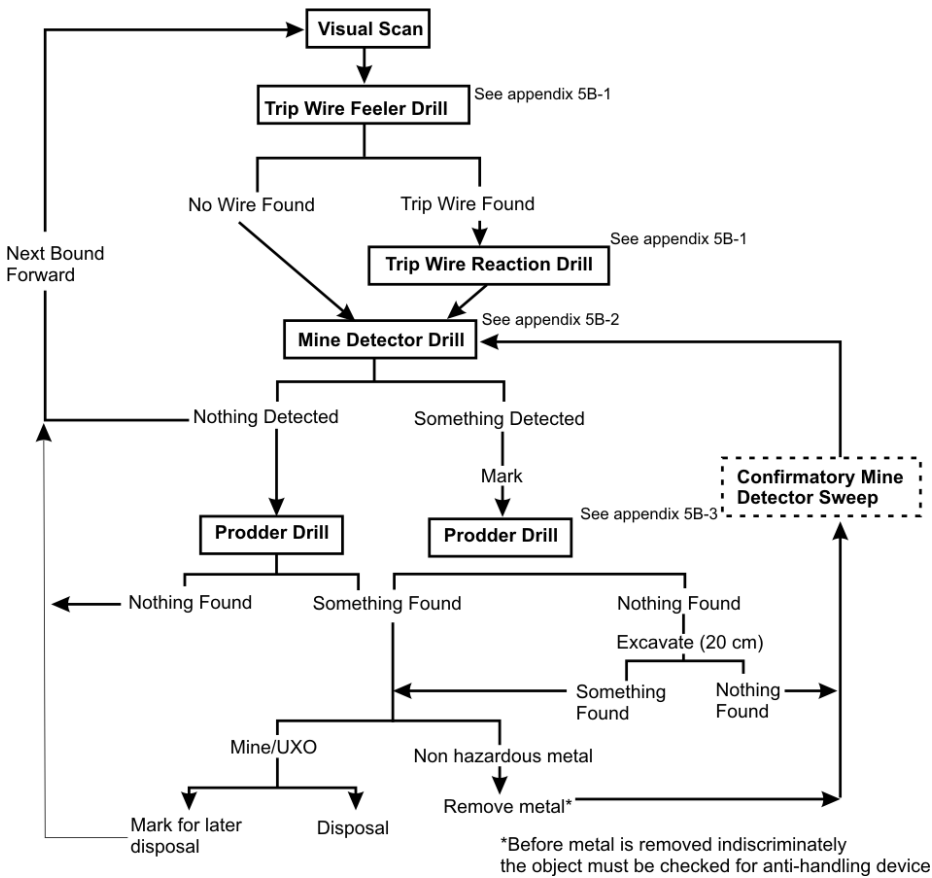 Visual Scan
See appendix 5B-1
Trip Wire Feeler Drill
No Wire Found
Trip Wire Found
See appendix 5B-1
Next Bound
Forward
Trip Wire Reaction Drill
See appendix 5B-2
Mine Detector Drill
Nothing Detected
Something Detected
Mark
Confirmatory Mine
Detector Sweep
See appendix 5B-3
Prodder Drill
Prodder Drill
Nothing Found
Something Found
Nothing Found
Excavate (20 cm)
Something
Found
Nothing
Found
Mine/UXO
Non hazardous metal
Remove metal*
Mark for later
disposal
Disposal
*Before metal is removed indiscriminately
the object must be checked for anti-handling device